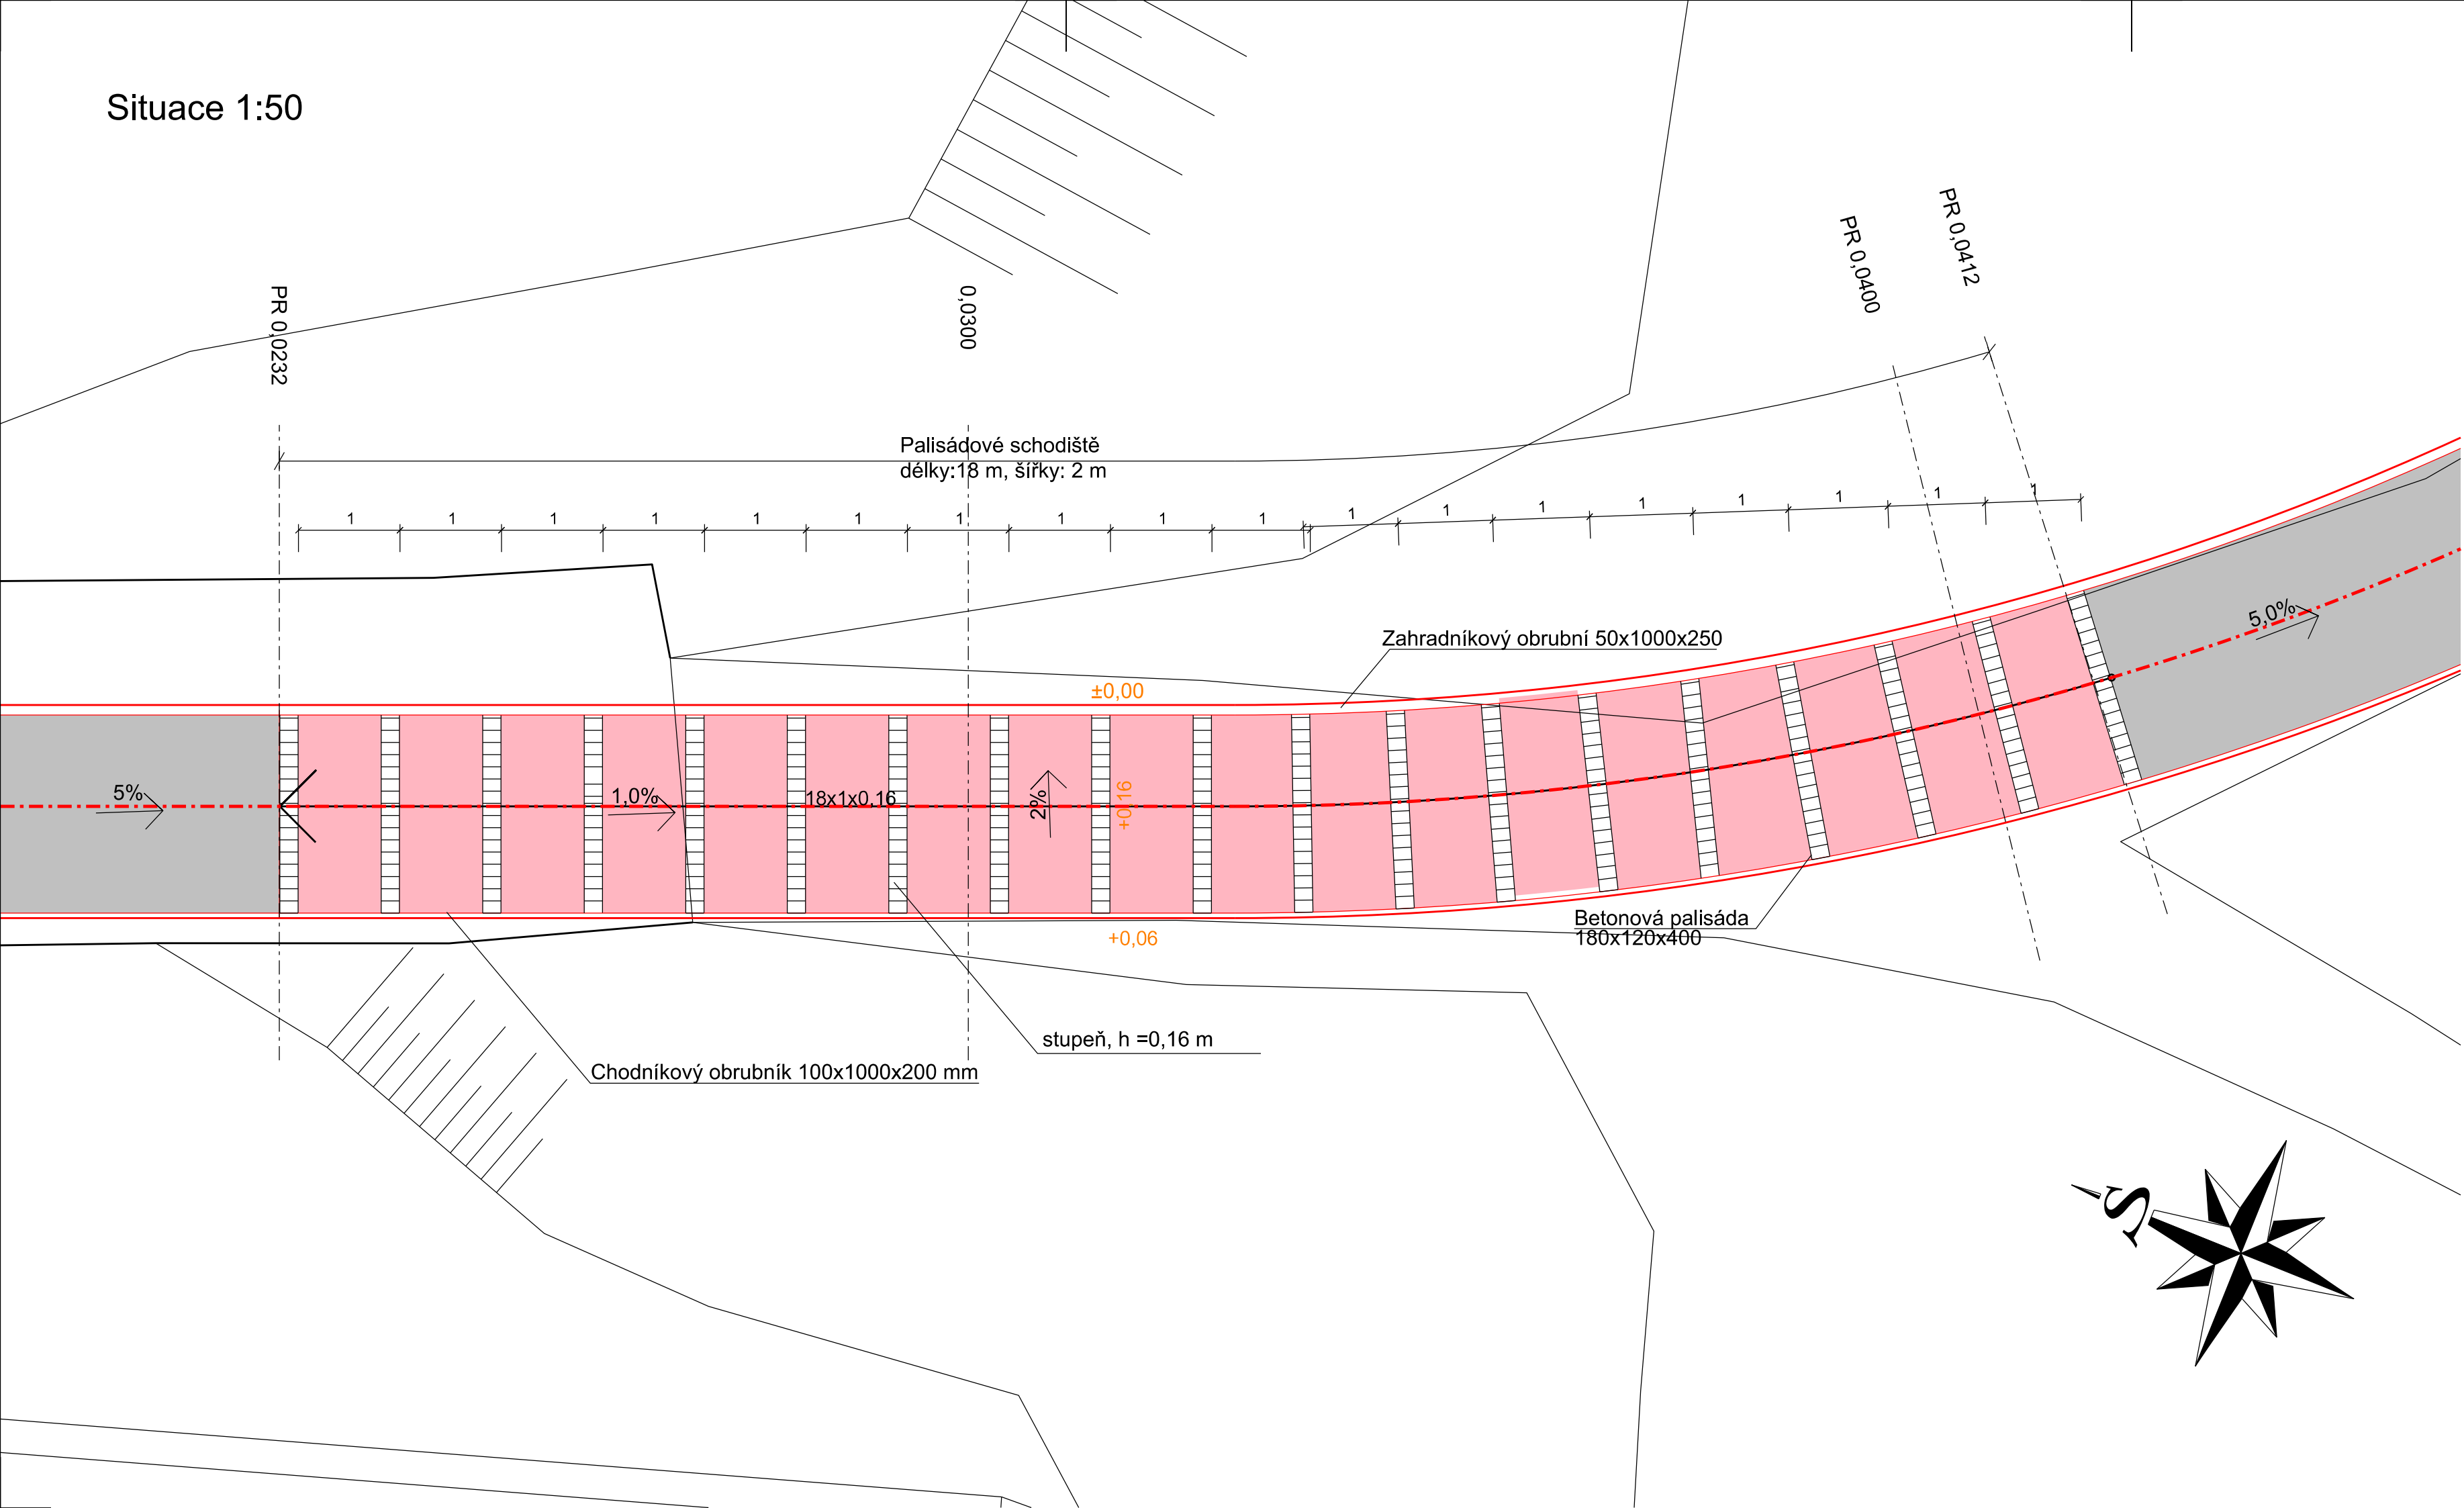 Situace 1:50
PR 0,0232
0,0300
PR 0,0400
PR 0,0412
Palisádové schodiště
délky:18 m, šířky: 2 m
1 1 1 1 1 1 1 1 1 1 1 1 1 1 1 1 1 1
Zahradníkový obrubní 50x1000x250
±0,00
5%
1,0%
18x1x0,16
2%
+0,16
5,0%
+0,06
Betonová palisáda
180x120x400
stupeň, h =0,16 m
Chodníkový obrubník 100x1000x200 mm
S